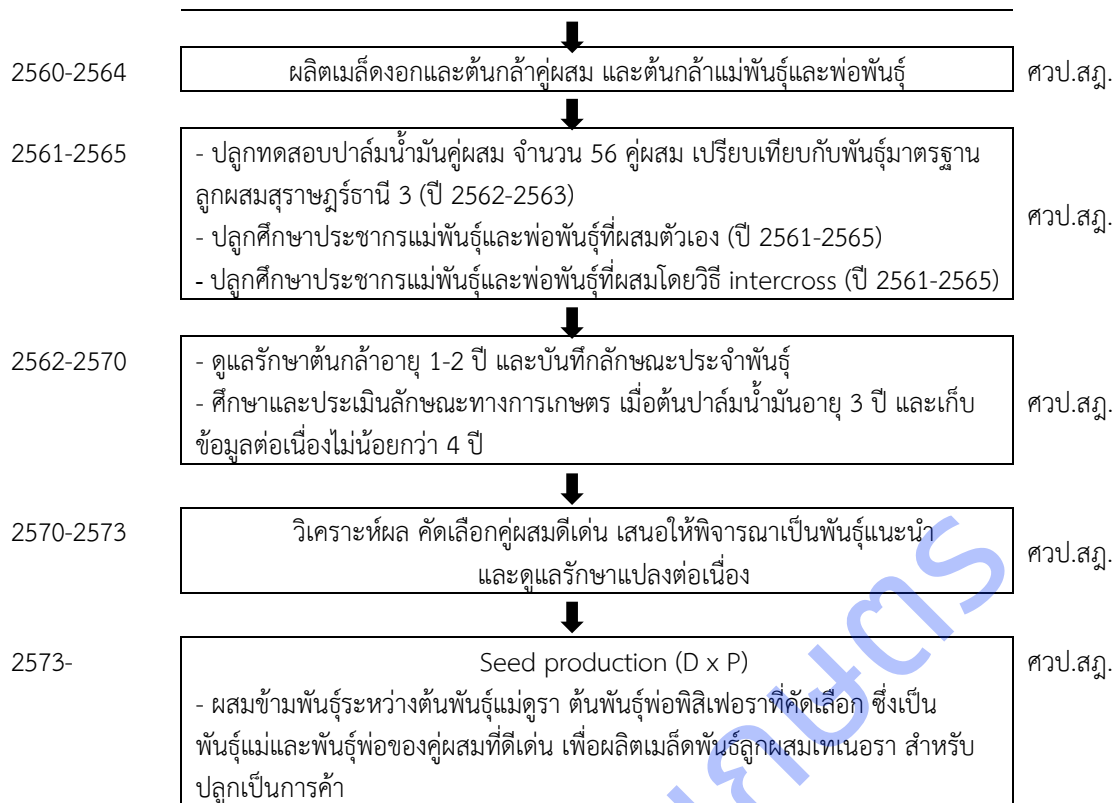 2560-2564 ผลิตเมล็ดงอกและต้นกล้าคู่ผสม และต้นกล้าแม่พันธุ์และพ่อพันธุ์ ศวป.สฎ.
2561-2565 - ปลูกทดสอบปาล์มน้ำมันคู่ผสม จำนวน 56 คู่ผสม เปรียบเทียบกับพันธุ์มาตรฐาน
ลูกผสมสุราษฎร์ธานี 3 (ปี 2562-2563)
ศวป.สฎ.
- ปลูกศึกษาประชากรแม่พันธุ์และพ่อพันธุ์ที่ผสมตัวเอง (ปี 2561-2565)
- ปลูกศึกษาประชากรแม่พันธุ์และพ่อพันธุ์ที่ผสมโดยวิธี intercross (ปี 2561-2565)
2562-2570 - ดูแลรักษาต้นกล้าอายุ 1-2 ปี และบันทึกลักษณะประจำพันธุ์
- ศึกษาและประเมินลักษณะทางการเกษตร เมื่อต้นปาล์มน้ำมันอายุ 3 ปี และเก็บ ศวป.สฎ.
ข้อมูลต่อเนื่องไม่น้อยกว่า 4 ปี
2570-2573 วิเคราะห์ผล คัดเลือกคู่ผสมดีเด่น เสนอให้พิจารณาเป็นพันธุ์แนะนำ
ศวป.สฎ.
และดูแลรักษาแปลงต่อเนื่อง
2573- Seed production (D x P) ศวป.สฎ.
- ผสมข้ามพันธุ์ระหว่างต้นพันธุ์แม่ดูรา ต้นพันธุ์พ่อพิสิเฟอราที่คัดเลือก ซึ่งเป็น
พันธุ์แม่และพันธุ์พ่อของคู่ผสมที่ดีเด่น เพื่อผลิตเมล็ดพันธ์ลูกผสมเทเนอรา สำหรับ
ปลูกเป็นการค้า